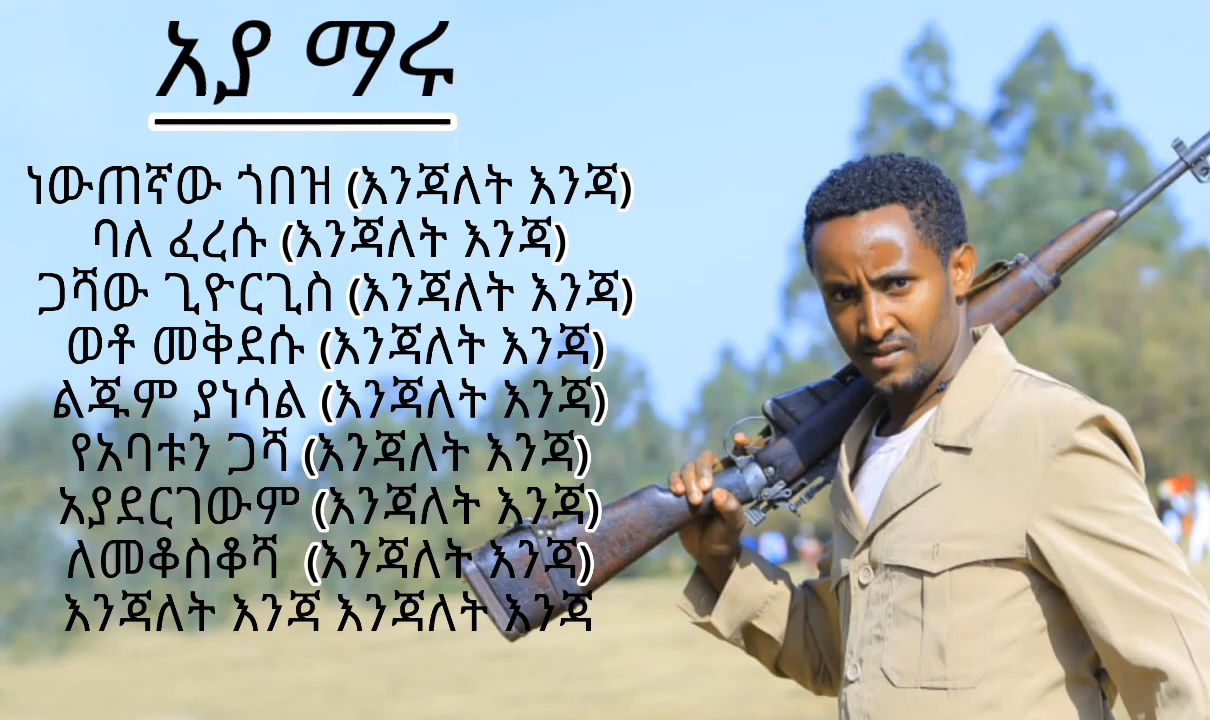 አያ ማሩ
ነውጠኛው ጎበዝ (እንጃለት እንጃ)
ባለ ፈረሱ (እንጃለት እንጃ)
ጋሻው ጊዮርጊስ (እንጃለት እንጃ)
ወቶ መቅደሱ (እንጃለት እንጃ)
ልጁም ያነሳል (እንጃለት እንጃ)
የአባቱን ጋሻ (እንጃለት እንጃ)
አያደርገውም (እንጃለት እንጃ)
ለመቆስቆሻ (እንጃለት እንጃ)
እንጃለት እንጃ እንጃለት እንጃ